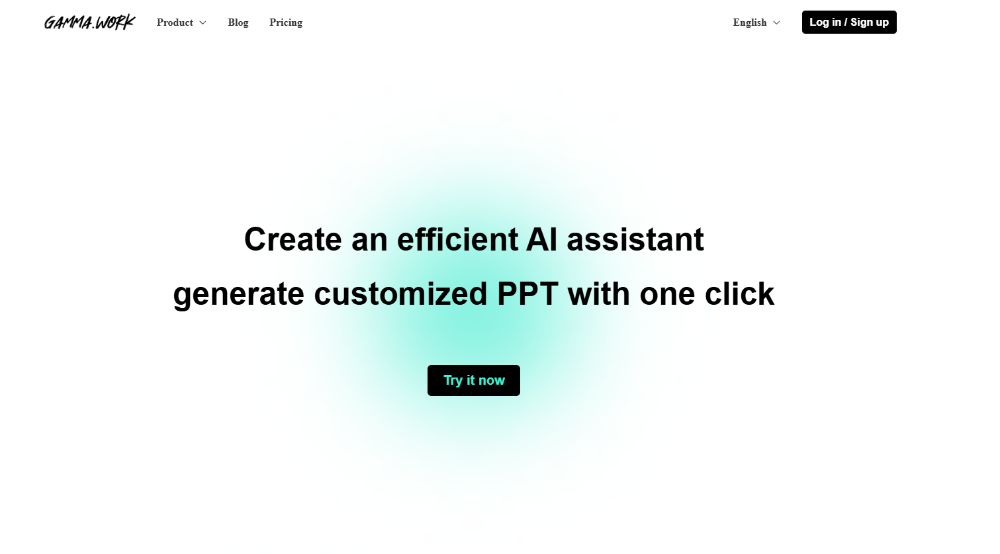 GAMMA.WORK Product Blog Pricing English Log in / Sign up
Create an efficient AI assistant
generate customized PPT with one click
Try it now